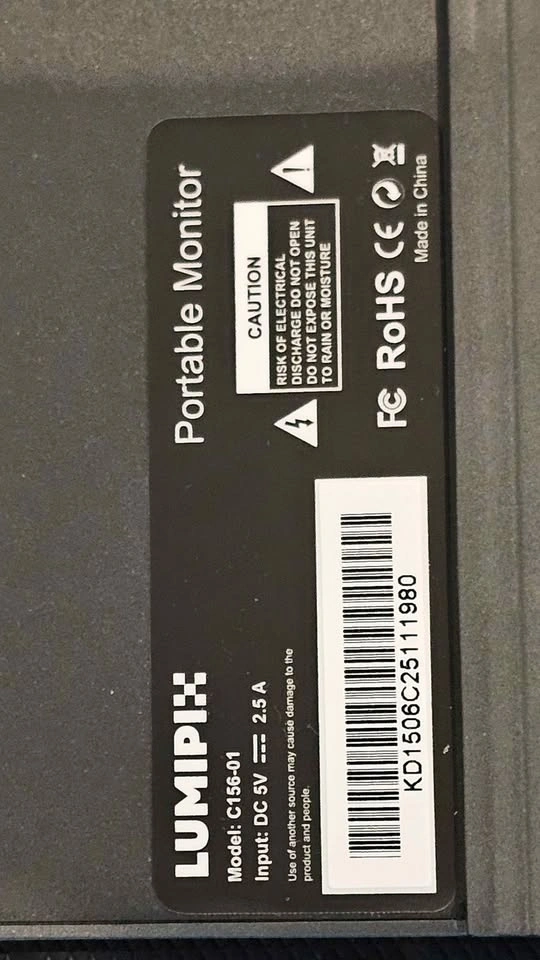 LUMIPIX
Portable Monitor
Model: C156-01
Input: DC 5V ⎓ 2.5 A
Use of another source may cause damage to the
product and people.
CAUTION
RISK OF ELECTRICAL
DISCHARGE DO NOT OPEN
DO NOT EXPOSE THIS UNIT
TO RAIN OR MOISTURE
KD1506C25111980
FC RoHS CE
Made in China